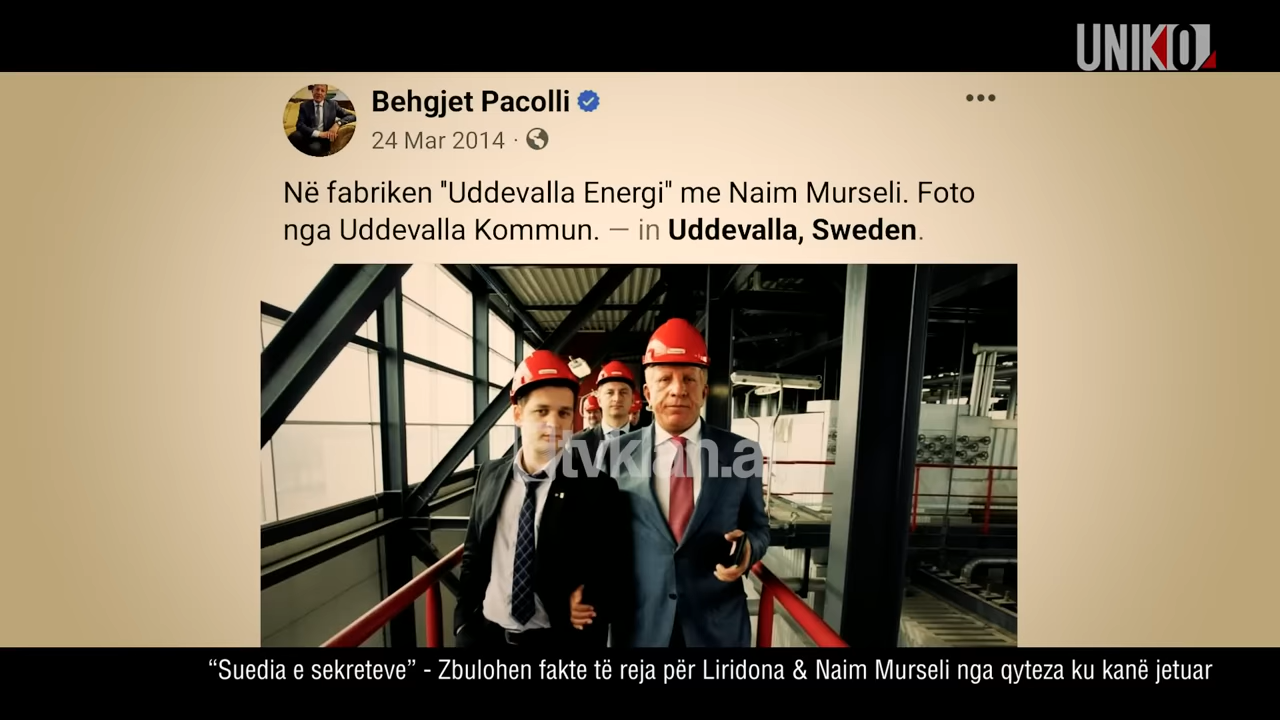 UNIKO
Behgjet Pacolli
24 Mar 2014 ·
Në fabriken "Uddevalla Energi" me Naim Murseli. Foto
nga Uddevalla Kommun. — in Uddevalla, Sweden.
tvklan.al
“Suedia e sekreteve” - Zbulohen fakte të reja për Liridona & Naim Murseli nga qyteza ku kanë jetuar